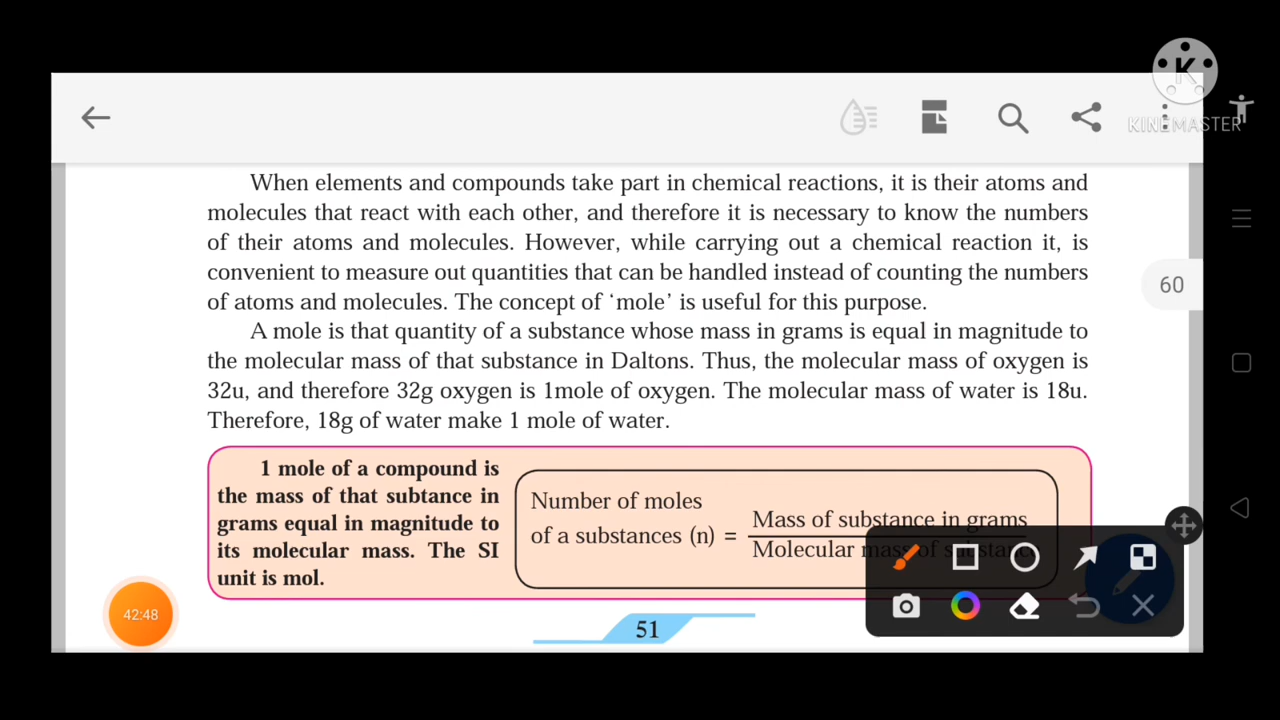 KINEMASTER
When elements and compounds take part in chemical reactions, it is their atoms and
molecules that react with each other, and therefore it is necessary to know the numbers
of their atoms and molecules. However, while carrying out a chemical reaction it, is
convenient to measure out quantities that can be handled instead of counting the numbers
60
of atoms and molecules. The concept of ‘mole’ is useful for this purpose.
A mole is that quantity of a substance whose mass in grams is equal in magnitude to
the molecular mass of that substance in Daltons. Thus, the molecular mass of oxygen is
32u, and therefore 32g oxygen is 1mole of oxygen. The molecular mass of water is 18u.
Therefore, 18g of water make 1 mole of water.
1 mole of a compound is
the mass of that subtance in
grams equal in magnitude to
its molecular mass. The SI
unit is mol.
Number of moles
of a substances (n) =
Mass of substance in grams
Molecular mass of substance
42:48
51